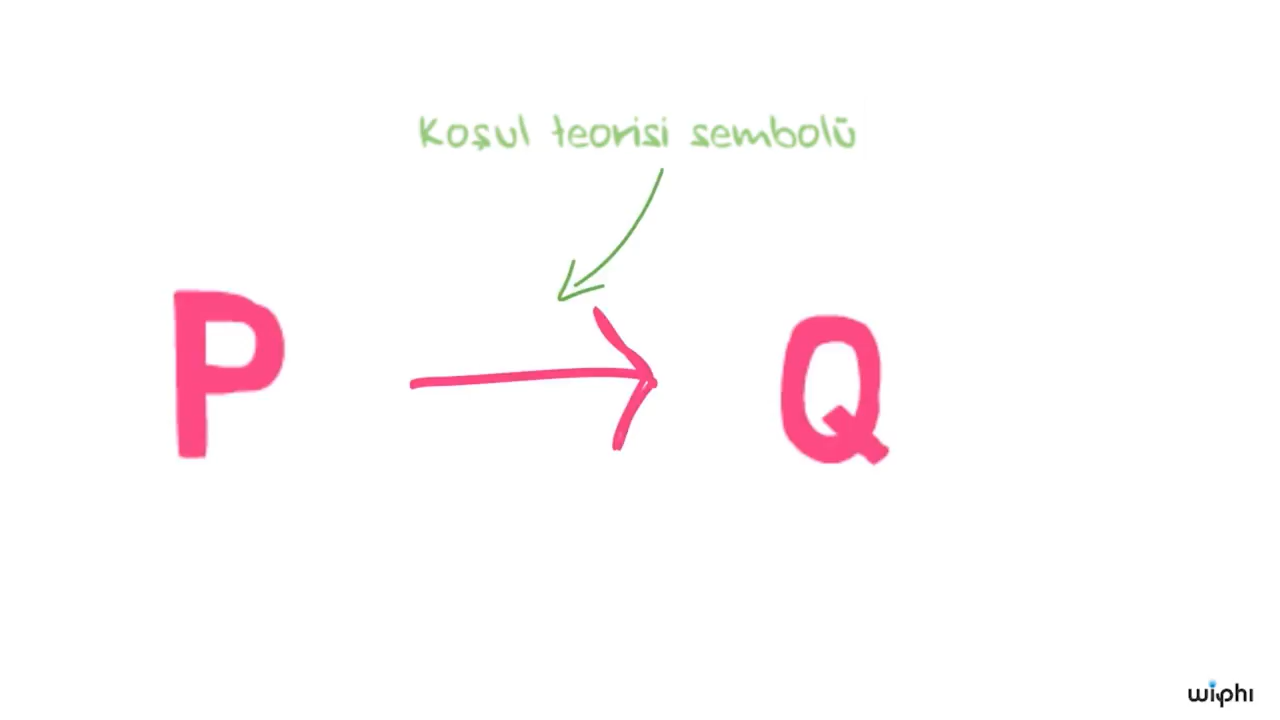 Koşul teorisi sembolü
P → Q
wiphi